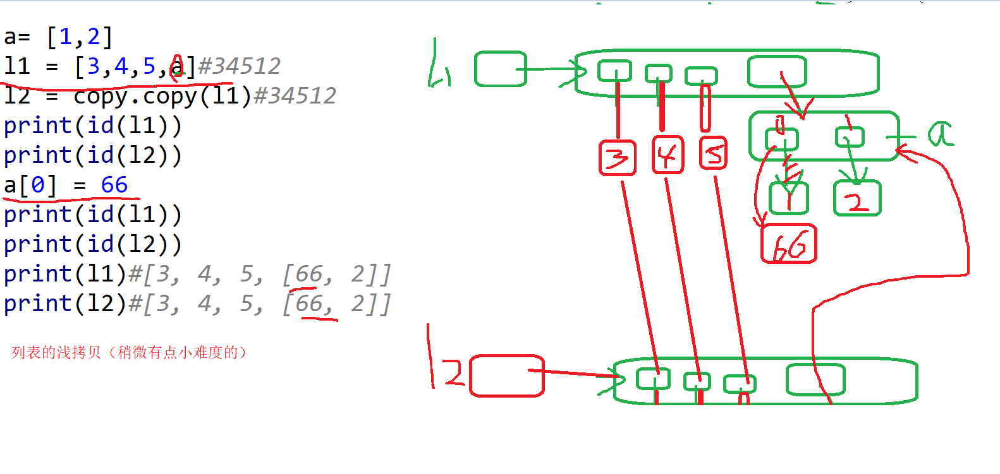 a= [1,2]
l1 = [3,4,5,a]#34512
l2 = copy.copy(l1)#34512
print(id(l1))
print(id(l2))
a[0] = 66
print(id(l1))
print(id(l2))
print(l1)#[3, 4, 5, [66, 2]]
print(l2)#[3, 4, 5, [66, 2]]
列表的浅拷贝（稍微有点小难度的）
l1
a
3 4 5
1 2
66
l2